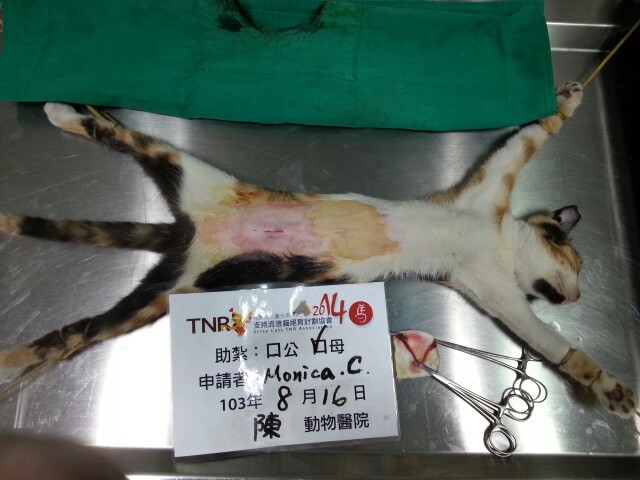 TNR 2014 馬
支持流浪貓絕育計劃協會
Stray Cats TNR Association
助紮：口公 口母
申請者：Monica.C.
103年 8月16日
陳 動物醫院